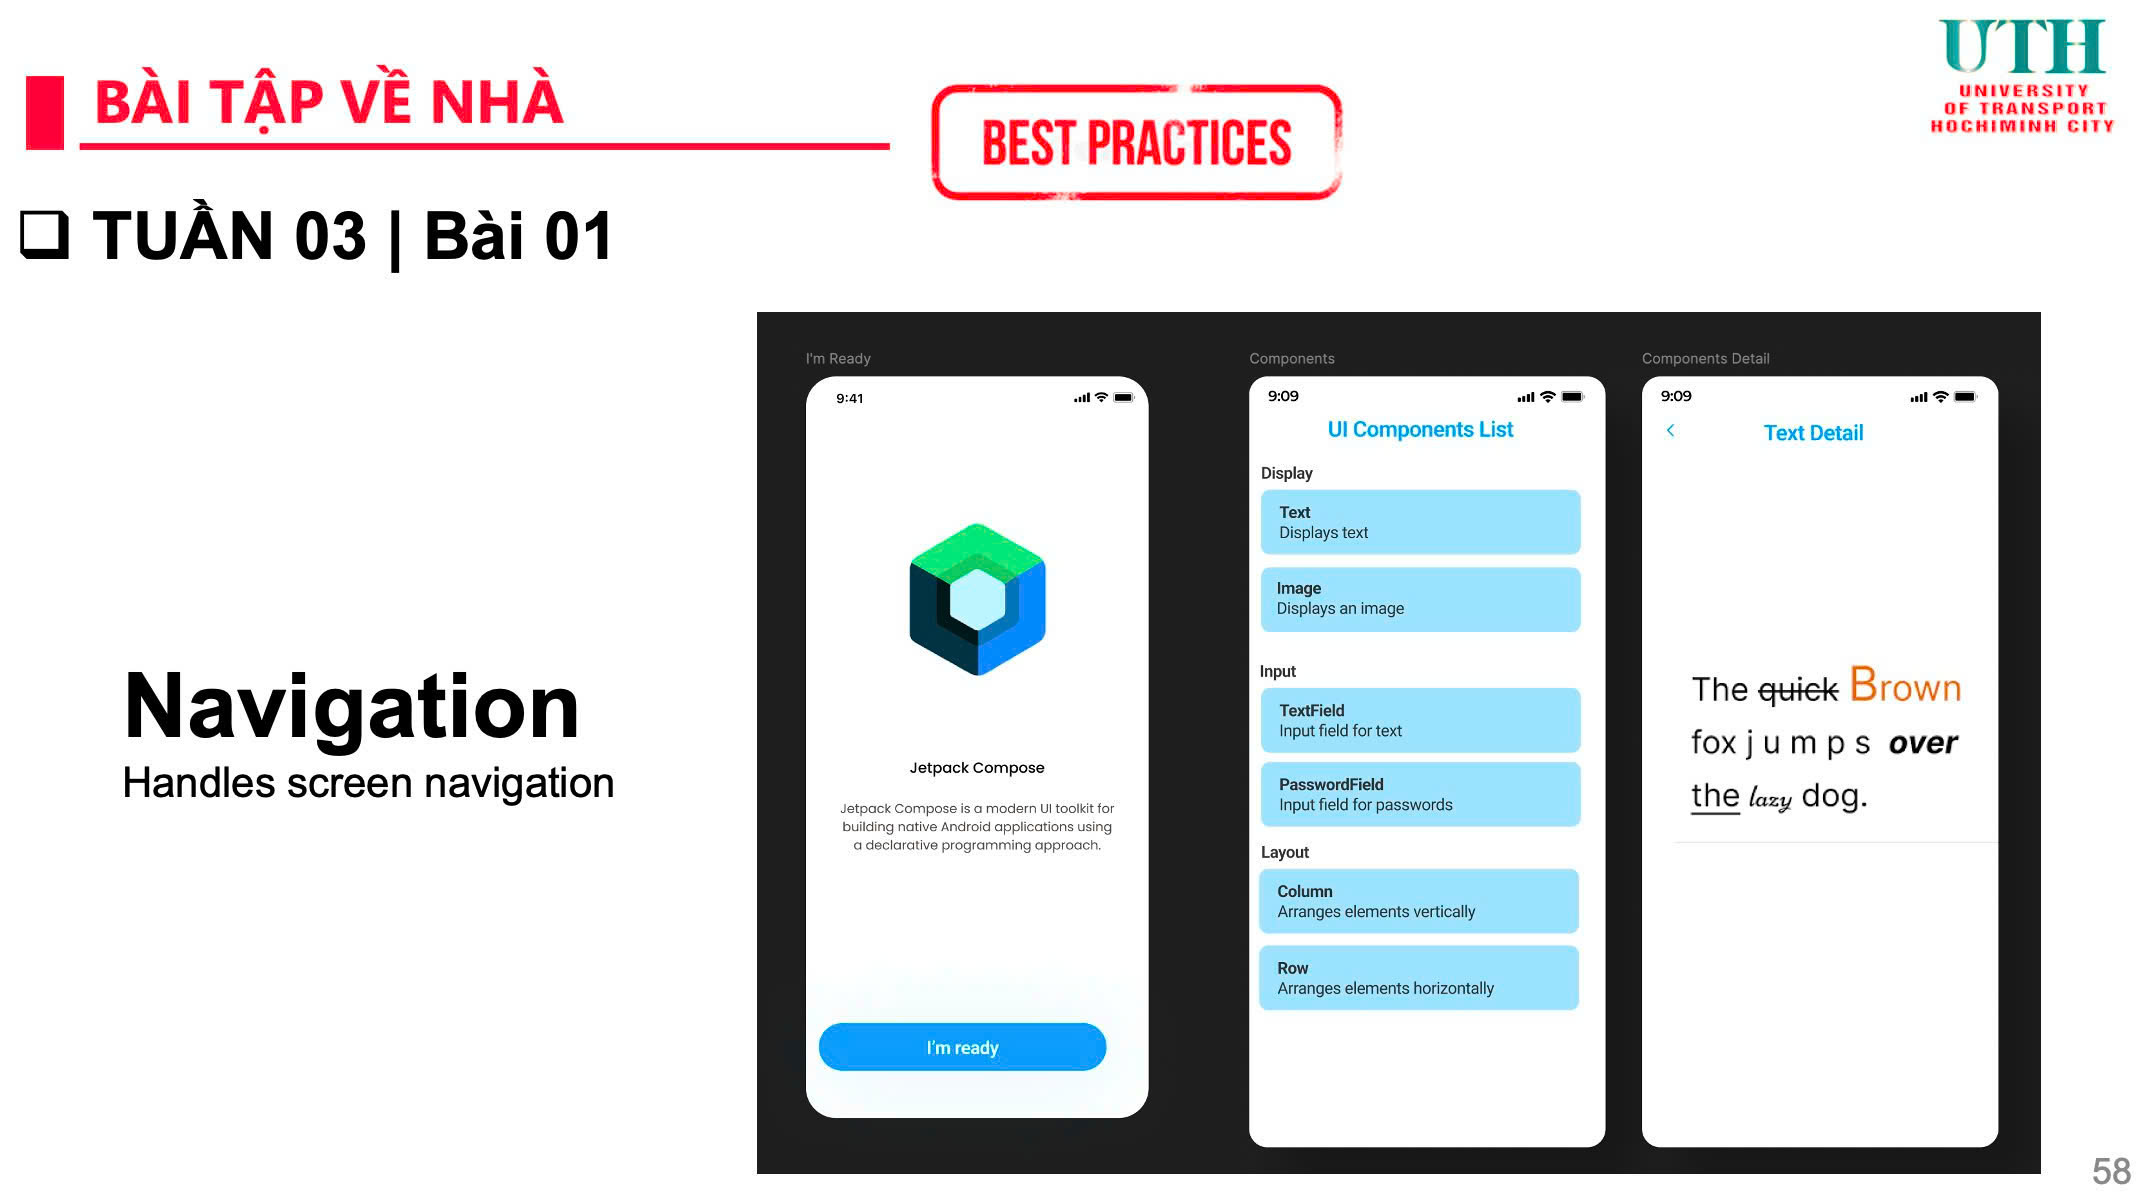 BÀI TẬP VỀ NHÀ
BEST PRACTICES
UTH
UNIVERSITY
OF TRANSPORT
HOCHIMINH CITY
TUẦN 03 | Bài 01
Navigation
Handles screen navigation
I'm Ready
9:41
Jetpack Compose
Jetpack Compose is a modern UI toolkit for
building native Android applications using
a declarative programming approach.
I'm ready
Components
9:09
UI Components List
Display
Text
Displays text
Image
Displays an image
Input
TextField
Input field for text
PasswordField
Input field for passwords
Layout
Column
Arranges elements vertically
Row
Arranges elements horizontally
Components Detail
9:09
Text Detail
The quick Brown
fox j u m p s over
the lazy dog.
58